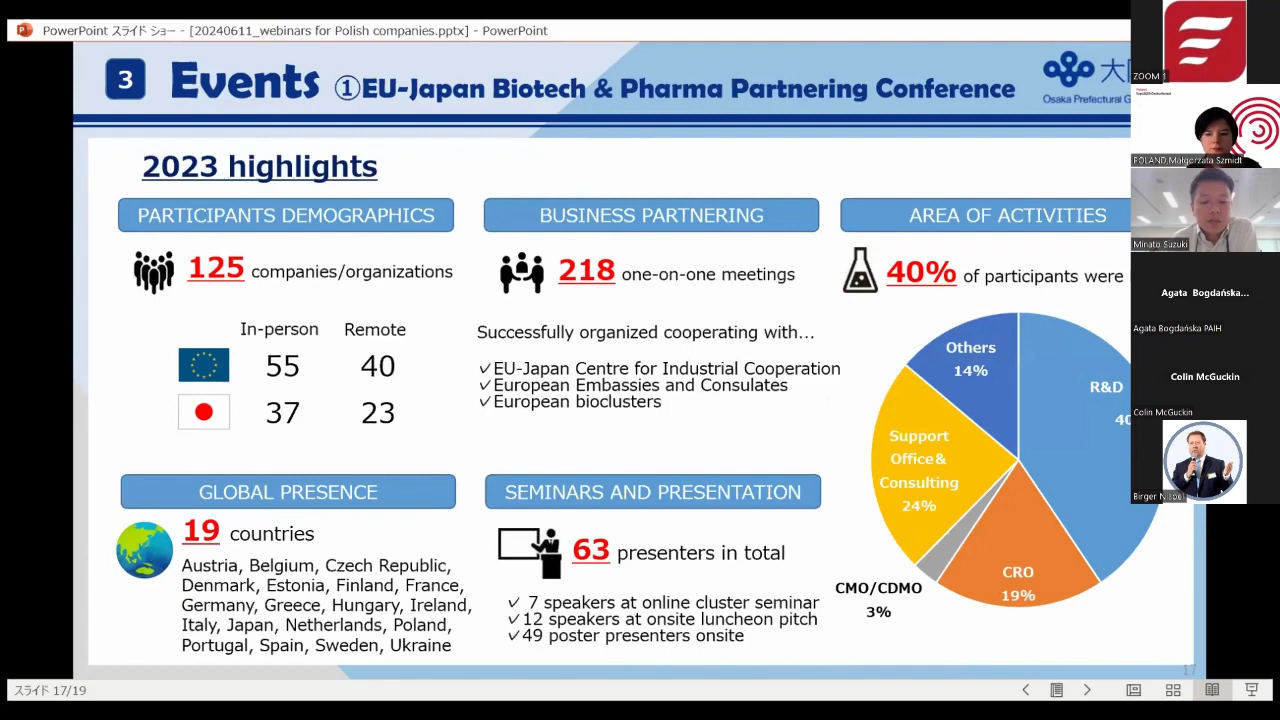 PowerPoint スライド ショー - [20240611_webinars for Polish companies.pptx] - PowerPoint
3
Events ①EU-Japan Biotech & Pharma Partnering Conference
大
Osaka Prefectural G
2023 highlights
PARTICIPANTS DEMOGRAPHICS
125 companies/organizations
In-person Remote
55 40
37 23
BUSINESS PARTNERING
218 one-on-one meetings
Successfully organized cooperating with...
✓EU-Japan Centre for Industrial Cooperation
✓European Embassies and Consulates
✓European bioclusters
AREA OF ACTIVITIES
40% of participants were
Others
14%
R&D
40
Support
Office&
Consulting
24%
CRO
19%
CMO/CDMO
3%
GLOBAL PRESENCE
19 countries
Austria, Belgium, Czech Republic,
Denmark, Estonia, Finland, France,
Germany, Greece, Hungary, Ireland,
Italy, Japan, Netherlands, Poland,
Portugal, Spain, Sweden, Ukraine
SEMINARS AND PRESENTATION
63 presenters in total
✓ 7 speakers at online cluster seminar
✓12 speakers at onsite luncheon pitch
✓49 poster presenters onsite
17
スライド 17/19
ZOOM 1
POLAND Małgorzata Szmidt
Minato Suzuki
Agata Bogdańska...
Agata Bogdańska PAIH
Colin McGuckin
Colin McGuckin
Birger Nispel